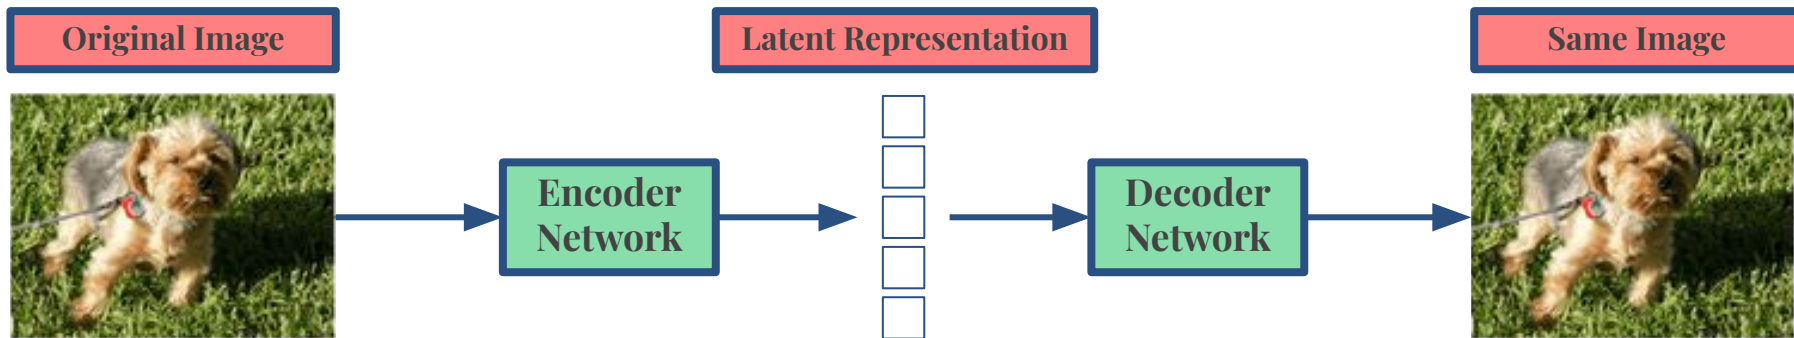 Original Image
Latent Representation
Same Image
Encoder
Network
Decoder
Network